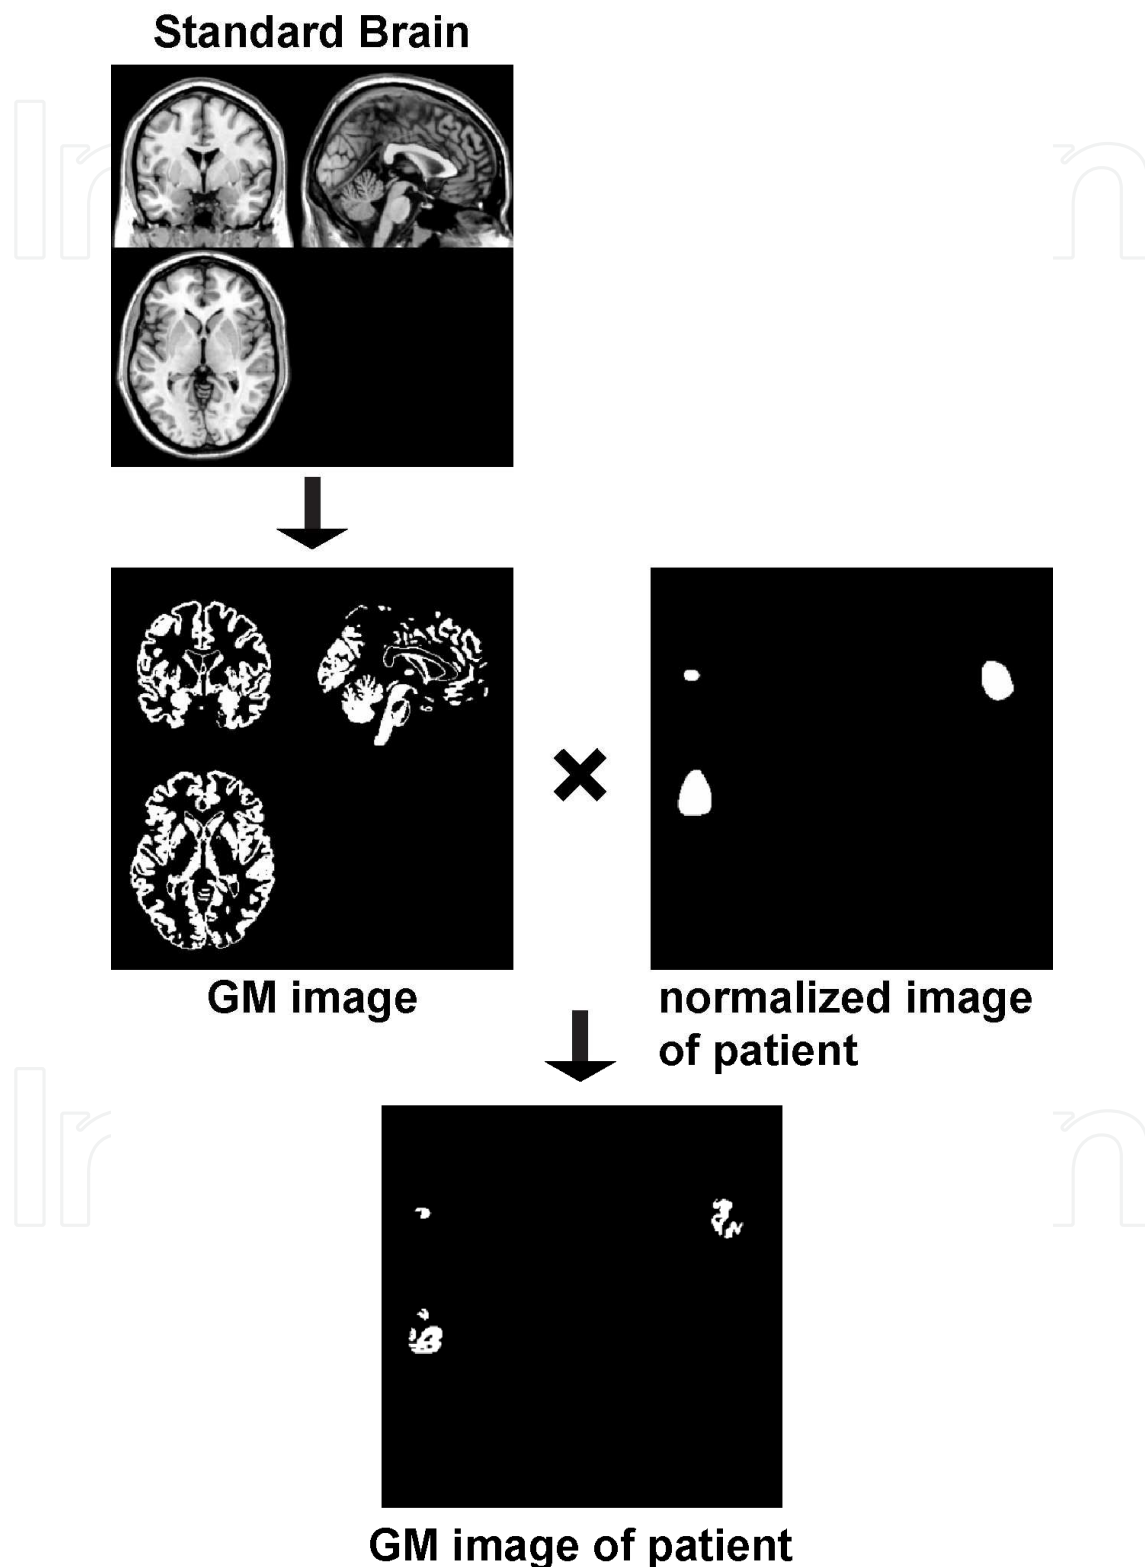 Standard Brain
GM image
normalized image
of patient
GM image of patient